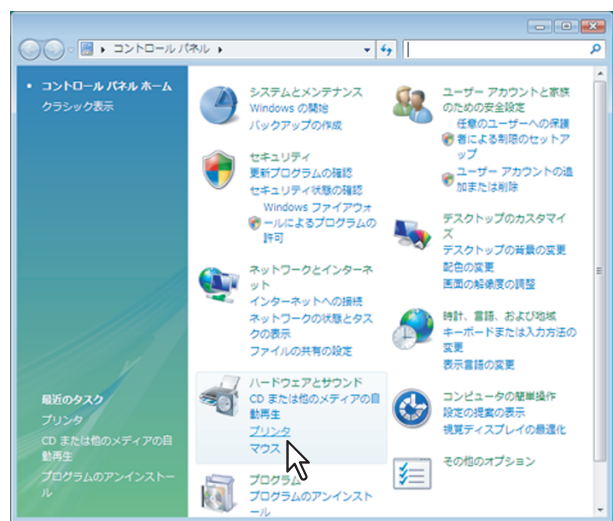 コントロール パネル
コントロール パネル ホーム
クラシック表示
最近のタスク
プリンタ
CD または他のメディアの自
動再生
プログラムのアンインストー
ル
システムとメンテナンス
Windows の開始
バックアップの作成
セキュリティ
更新プログラムの確認
セキュリティ状態の確認
Windows ファイアウォ
ールによるプログラムの
許可
ネットワークとインターネ
ット
インターネットへの接続
ネットワークの状態とタス
クの表示
ファイルの共有の設定
ハードウェアとサウンド
CD または他のメディアの自
動再生
プリンタ
マウス
プログラム
プログラムのアンインスト
ール
ユーザー アカウントと家族
のための安全設定
任意のユーザーへの保護
者による制限のセットア
ップ
ユーザー アカウントの追
加または削除
デスクトップのカスタマイ
ズ
デスクトップの背景の変更
配色の変更
画面の解像度の調整
時計、言語、および地域
キーボードまたは入力方法の
変更
表示言語の変更
コンピュータの簡単操作
設定の提案の表示
視覚ディスプレイの最適化
その他のオプション